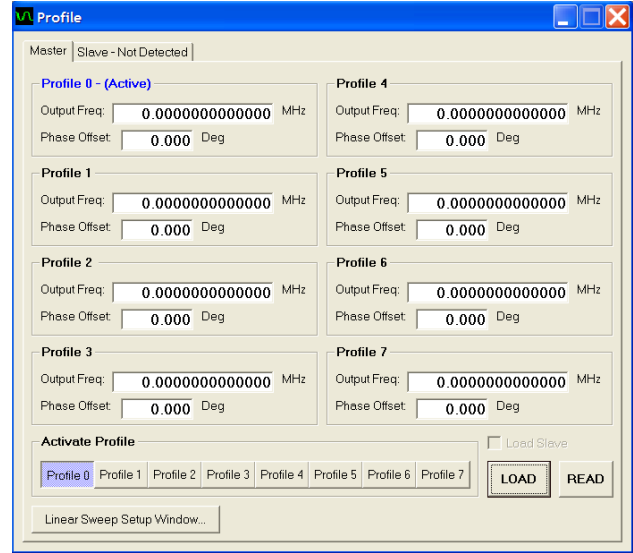 Profile
Master Slave - Not Detected
Profile 0 - (Active)
Output Freq: 0.0000000000000 MHz
Phase Offset: 0.000 Deg
Profile 4
Output Freq: 0.0000000000000 MHz
Phase Offset: 0.000 Deg
Profile 1
Output Freq: 0.0000000000000 MHz
Phase Offset: 0.000 Deg
Profile 5
Output Freq: 0.0000000000000 MHz
Phase Offset: 0.000 Deg
Profile 2
Output Freq: 0.0000000000000 MHz
Phase Offset: 0.000 Deg
Profile 6
Output Freq: 0.0000000000000 MHz
Phase Offset: 0.000 Deg
Profile 3
Output Freq: 0.0000000000000 MHz
Phase Offset: 0.000 Deg
Profile 7
Output Freq: 0.0000000000000 MHz
Phase Offset: 0.000 Deg
Activate Profile
Profile 0 Profile 1 Profile 2 Profile 3 Profile 4 Profile 5 Profile 6 Profile 7
Load Slave
LOAD READ
Linear Sweep Setup Window...